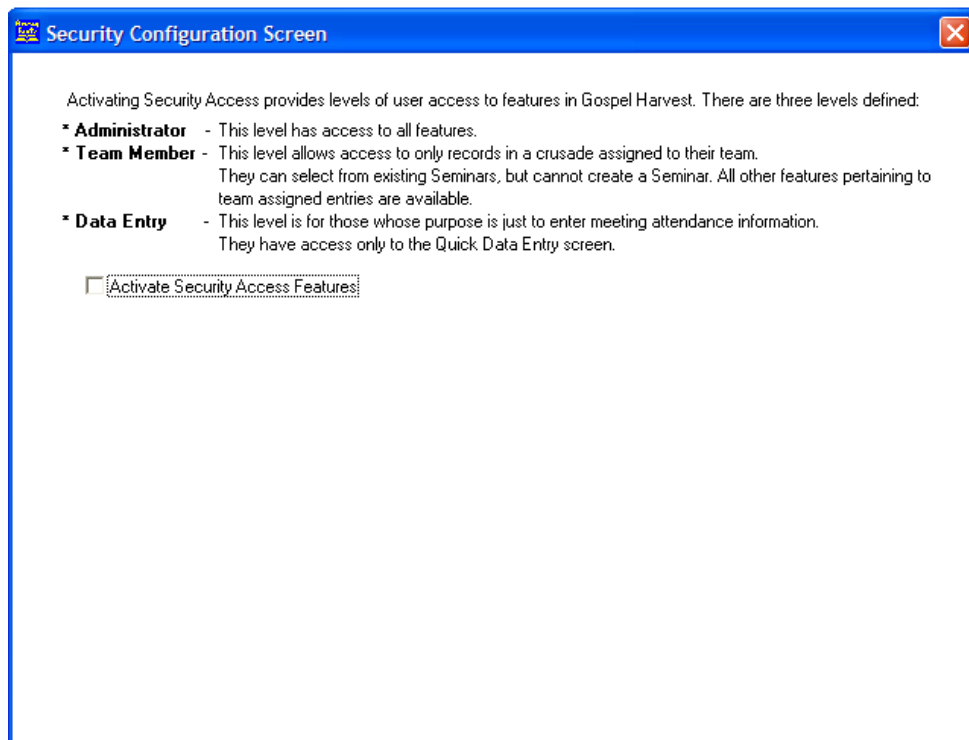 Security Configuration Screen
Activating Security Access provides levels of user access to features in Gospel Harvest. There are three levels defined:
* Administrator - This level has access to all features.
* Team Member - This level allows access to only records in a crusade assigned to their team.
They can select from existing Seminars, but cannot create a Seminar. All other features pertaining to
team assigned entries are available.
* Data Entry - This level is for those whose purpose is just to enter meeting attendance information.
They have access only to the Quick Data Entry screen.
Activate Security Access Features